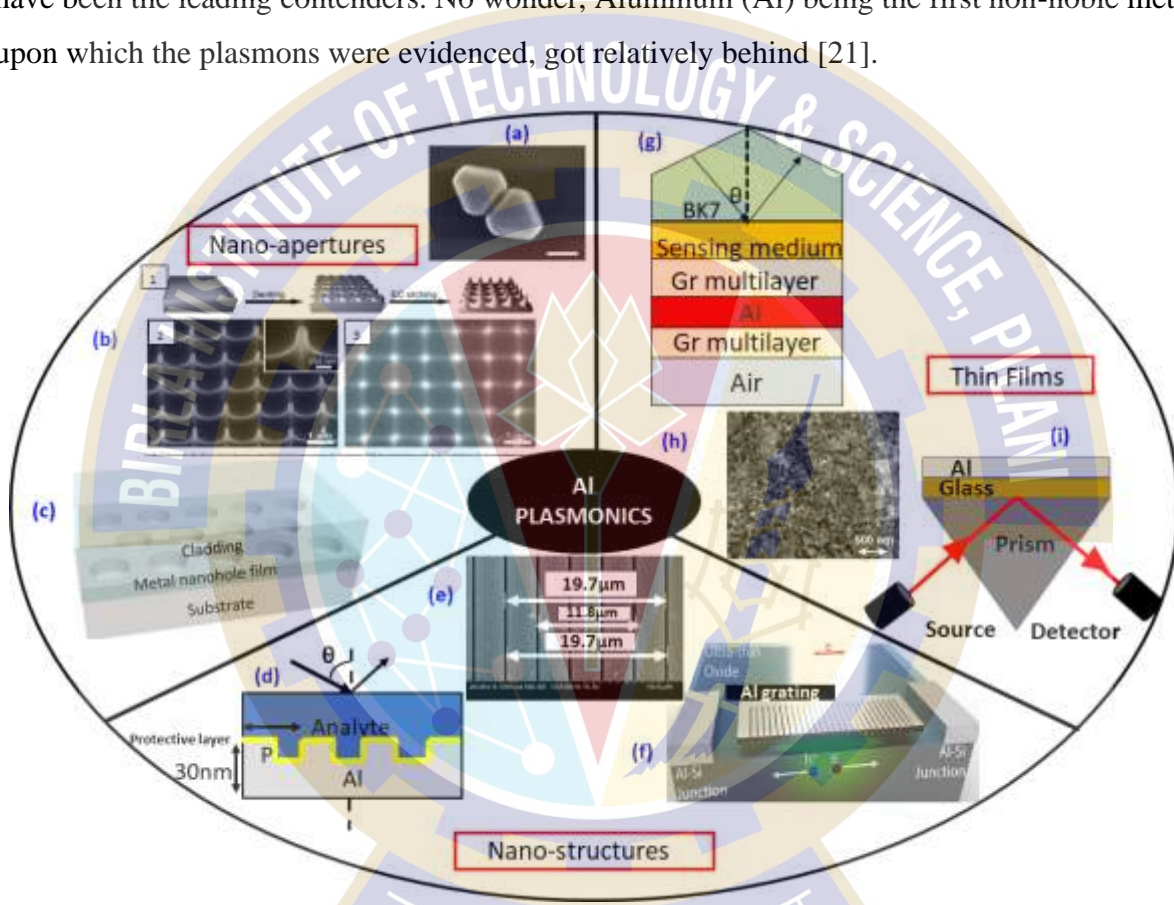 have been the leading contenders. No wonder, Aluminum (Al) being the first non-noble
upon which the plasmons were evidenced, got relatively behind [21].
BIRLA INSTITUTE OF TECHNOLOGY & SCIENCE, PILANI
(a)
Nano-apertures
1
(b)
2
3
(c)
Cladding
Metal nanohole film
Substrate
(g)
θ
BK7
Sensing medium
Gr multilayer
Al
Gr multilayer
Air
Thin Films
(h)
500 nm
(i)
Al
Glass
Prism
Source
Detector
Al
PLASMONICS
(e)
19.7µm
11.8µm
19.7µm
(d)
θ
Analyte
Protective layer
P
30nm
Al
(f)
Oxide
Al grating
Al-Si
Junction
Al-Si
Junction
Nano-structures